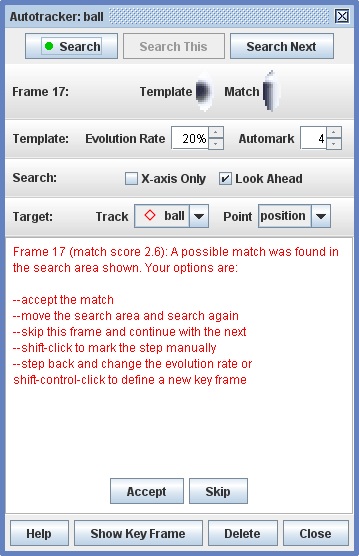 Autotracker: ball
Search Search This Search Next
Frame 17: Template Match
Template: Evolution Rate 20% Automark 4
Search: X-axis Only Look Ahead
Target: Track ball Point position
Frame 17 (match score 2.6): A possible match was found in
the search area shown. Your options are:
--accept the match
--move the search area and search again
--skip this frame and continue with the next
--shift-click to mark the step manually
--step back and change the evolution rate or
shift-control-click to define a new key frame
Accept Skip
Help Show Key Frame Delete Close